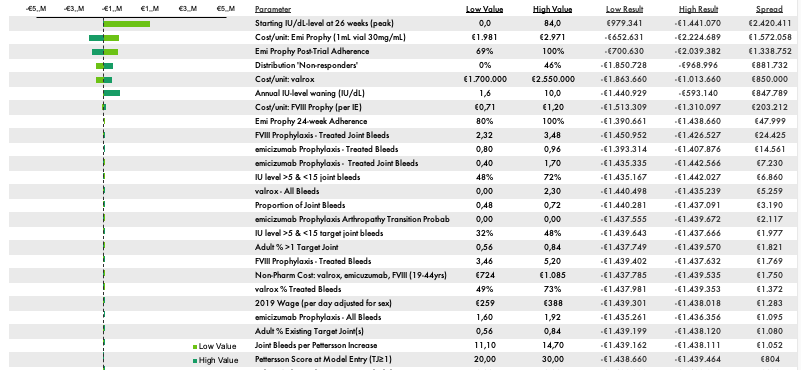 -€5,M -€3,M -€1,M €1,M €3,M €5,M Parameter Low Value High Value Low Result High Result Spread
Starting IU/dL-level at 26 weeks (peak) 0,0 84,0 €979.341 -€1.441.070 €2.420.411
Cost/unit: Emi Prophy (1mL vial 30mg/mL) €1.981 €2.971 -€652.631 -€2.224.689 €1.572.058
Emi Prophy Post-Trial Adherence 69% 100% -€700.630 -€2.039.382 €1.338.752
Distribution 'Non-responders' 0% 46% -€1.850.728 -€968.996 €881.732
Cost/unit: valrox €1.700.000 €2.550.000 -€1.863.660 -€1.013.660 €850.000
Annual IU-level waning (IU/dL) 1,6 10,0 -€1.440.929 -€593.140 €847.789
Cost/unit: FVIII Prophy (per IE) €0,71 €1,20 -€1.513.309 -€1.310.097 €203.212
Emi Prophy 24-week Adherence 80% 100% -€1.390.661 -€1.438.660 €47.999
FVIII Prophylaxis - Treated Joint Bleeds 2,32 3,48 -€1.450.952 -€1.426.527 €24.425
emicizumab Prophylaxis - Treated Bleeds 0,80 0,96 -€1.393.314 -€1.407.876 €14.561
emicizumab Prophylaxis - Treated Joint Bleeds 0,40 1,70 -€1.435.335 -€1.442.566 €7.230
IU level >5 & <15 joint bleeds 48% 72% -€1.435.167 -€1.442.027 €6.860
valrox - All Bleeds 0,00 2,30 -€1.440.498 -€1.435.239 €5.259
Proportion of Joint Bleeds 0,48 0,72 -€1.440.281 -€1.437.091 €3.190
emicizumab Prophylaxis Arthropathy Transition Probab 0,00 0,00 -€1.437.555 -€1.439.672 €2.117
IU level >5 & <15 target joint bleeds 32% 48% -€1.439.643 -€1.437.666 €1.977
Adult % >1 Target Joint 0,56 0,84 -€1.437.749 -€1.439.570 €1.821
FVIII Prophylaxis - Treated Bleeds 3,46 5,20 -€1.439.402 -€1.437.632 €1.769
Non-Pharm Cost: valrox, emicuzumab, FVIII (19-44yrs) €724 €1.085 -€1.437.785 -€1.439.535 €1.750
valrox % Treated Bleeds 49% 73% -€1.437.981 -€1.439.353 €1.372
2019 Wage (per day adjusted for sex) €259 €388 -€1.439.301 -€1.438.018 €1.283
emicizumab Prophylaxis - All Bleeds 1,60 1,92 -€1.435.261 -€1.436.356 €1.095
Adult % Existing Target Joint(s) 0,56 0,84 -€1.439.199 -€1.438.120 €1.080
Low Value Joint Bleeds per Pettersson Increase 11,10 14,70 -€1.439.162 -€1.438.111 €1.052
High Value Pettersson Score at Model Entry (TJ≥1) 20,00 30,00 -€1.438.660 -€1.439.464 €804